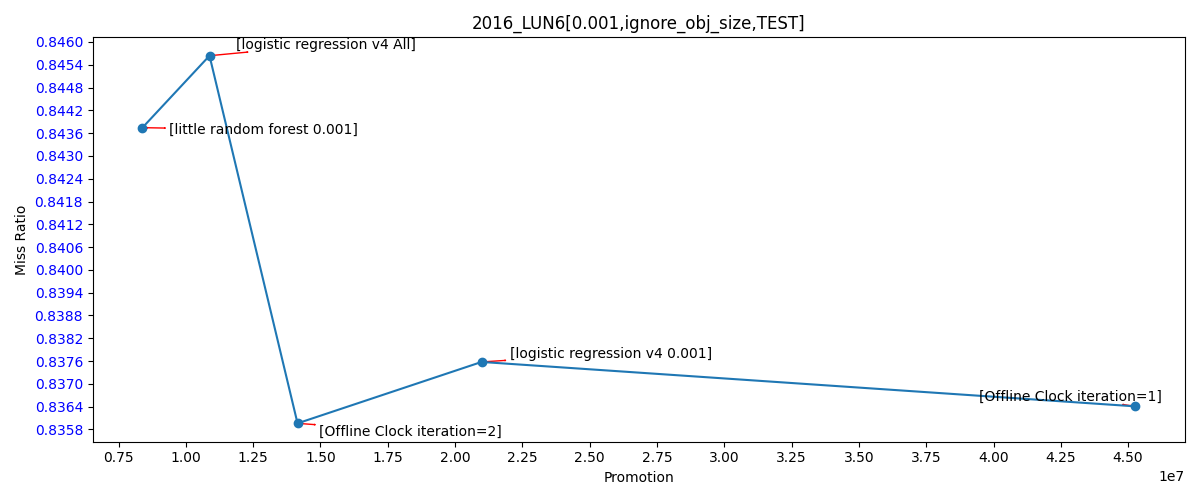 2016_LUN6[0.001,ignore_obj_size,TEST]
Miss Ratio
0.8460
0.8454
0.8448
0.8442
0.8436
0.8430
0.8424
0.8418
0.8412
0.8406
0.8400
0.8394
0.8388
0.8382
0.8376
0.8370
0.8364
0.8358
[logistic regression v4 All]
[little random forest 0.001]
[logistic regression v4 0.001]
[Offline Clock iteration=1]
[Offline Clock iteration=2]
0.75 1.00 1.25 1.50 1.75 2.00 2.25 2.50 2.75 3.00 3.25 3.50 3.75 4.00 4.25 4.50
1e7
Promotion